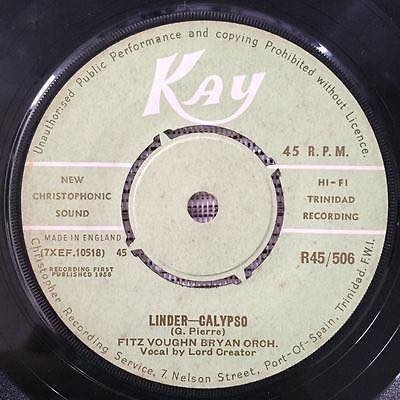 Unauthorised Public Performance and copying Prohibited without Licence.
Kay
45 R.P.M.
NEW
CHRISTOPHONIC
SOUND
HI-FI
TRINIDAD
RECORDING
MADE IN ENGLAND
(7XEF.10518) 45
RECORDING FIRST
PUBLISHED 1958
R45/506
LINDER—CALYPSO
(G. Pierre)
FITZ VOUGHN BRYAN ORCH.
Vocal by Lord Creator
Christopher Recording Service, 7, Nelson Street, Port-Of-Spain, Trinidad. F.W.I.